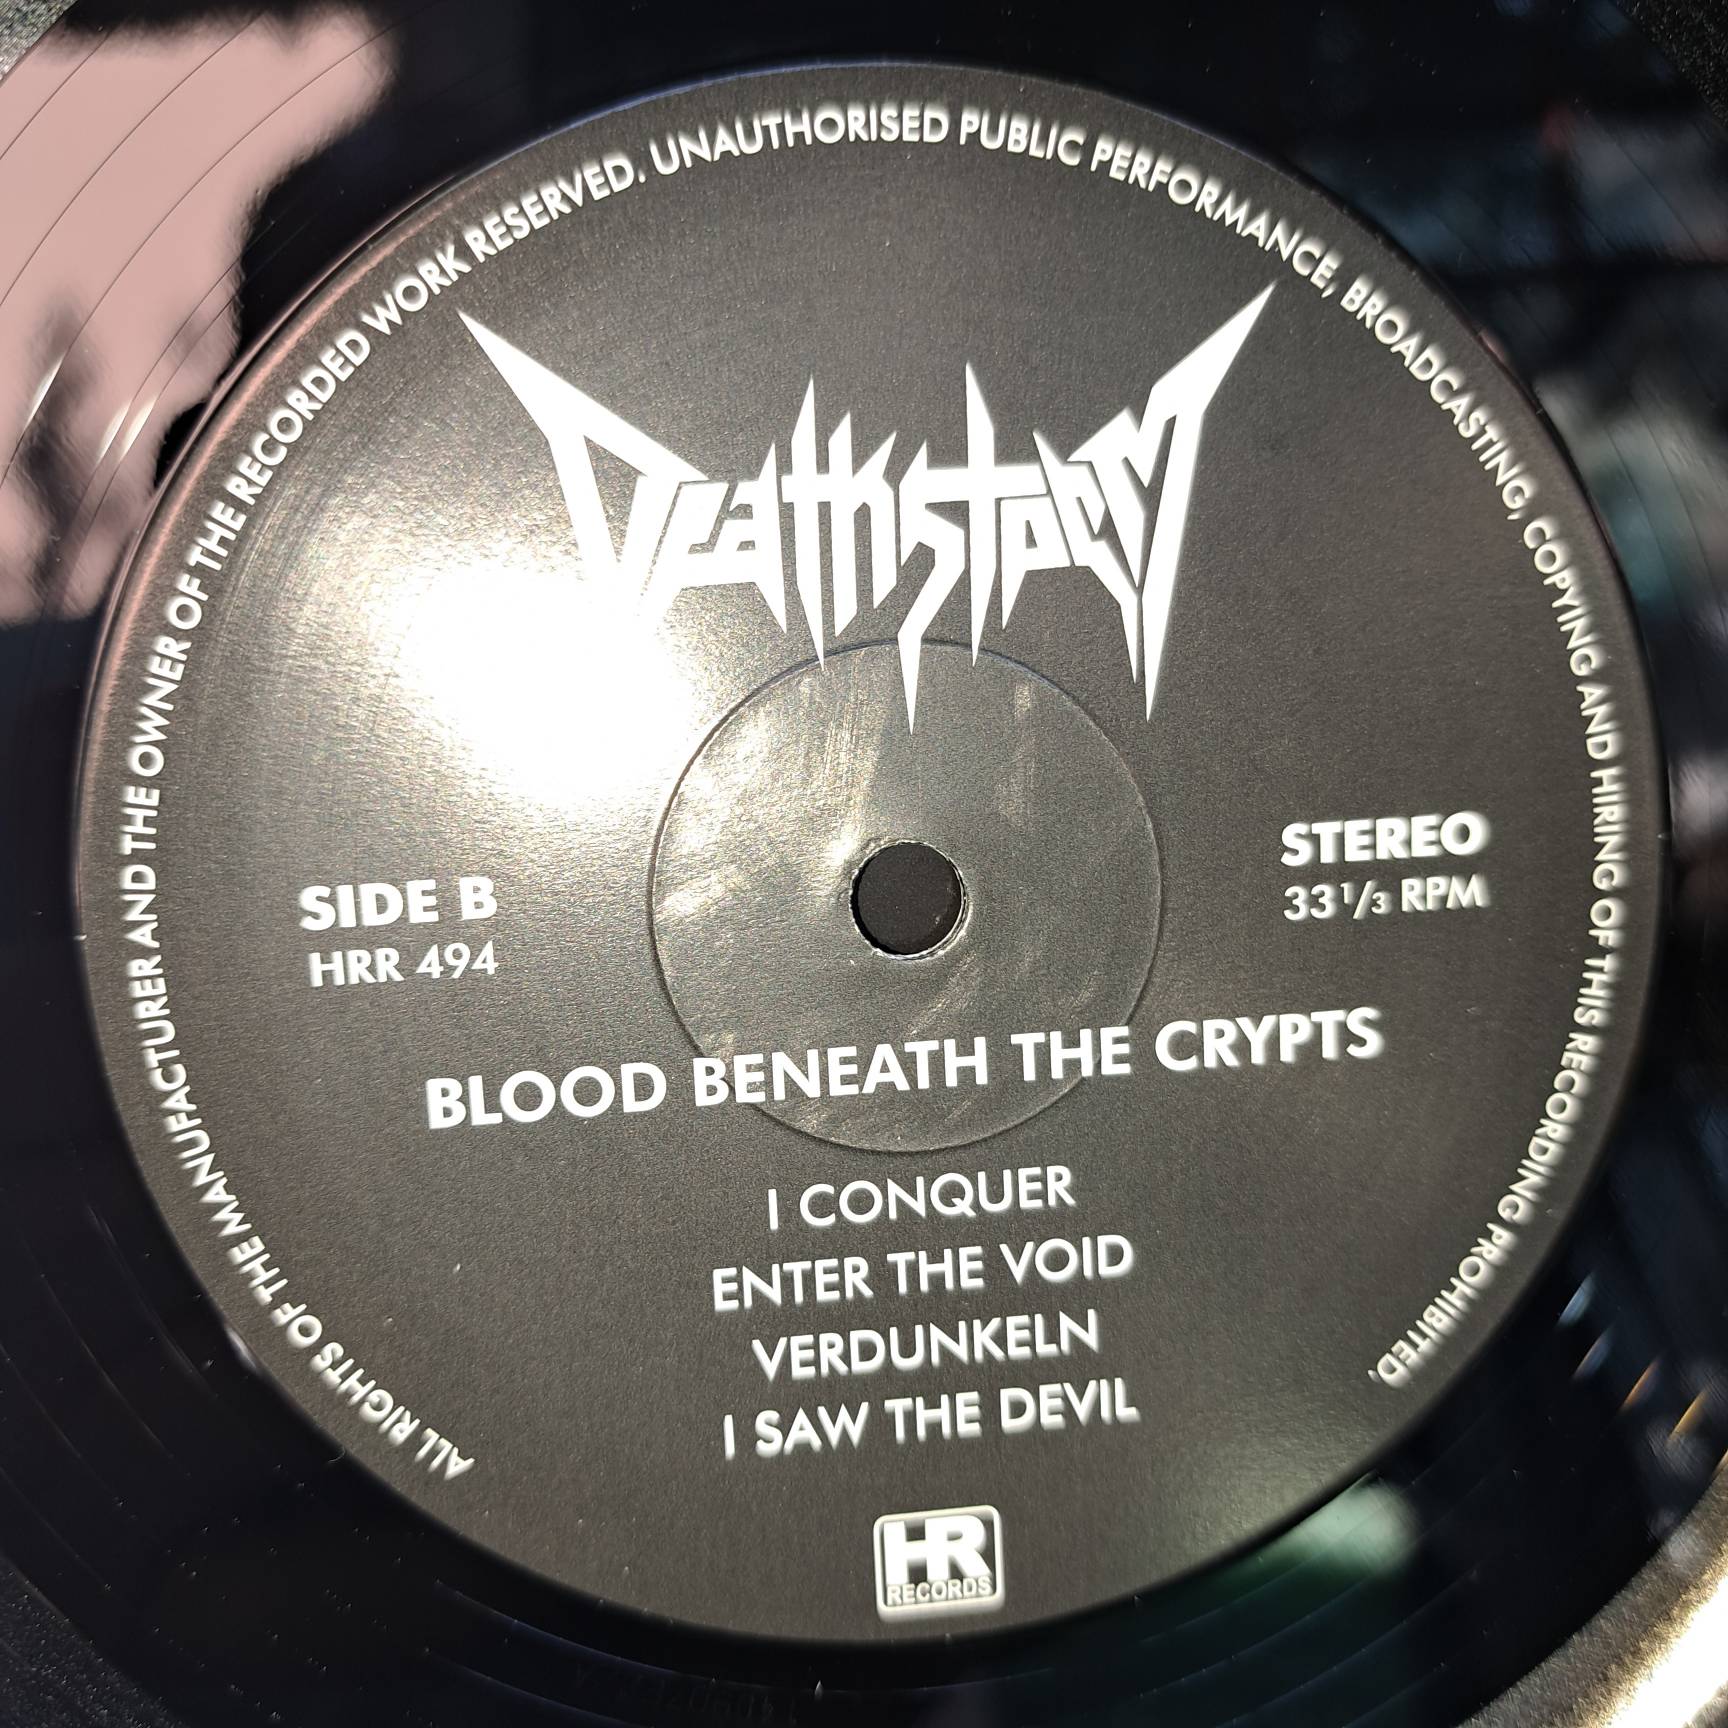 ALL RIGHTS OF THE MANUFACTURER AND THE OWNER OF THE RECORDED WORK RESERVED. UNAUTHORISED PUBLIC PERFORMANCE, BROADCASTING, COPYING AND HIRING OF THIS RECORDING PROHIBITED.
Deathstorm
SIDE B
HRR 494
STEREO
33 1/3 RPM
BLOOD BENEATH THE CRYPTS
I CONQUER
ENTER THE VOID
VERDUNKELN
I SAW THE DEVIL
HR
RECORDS